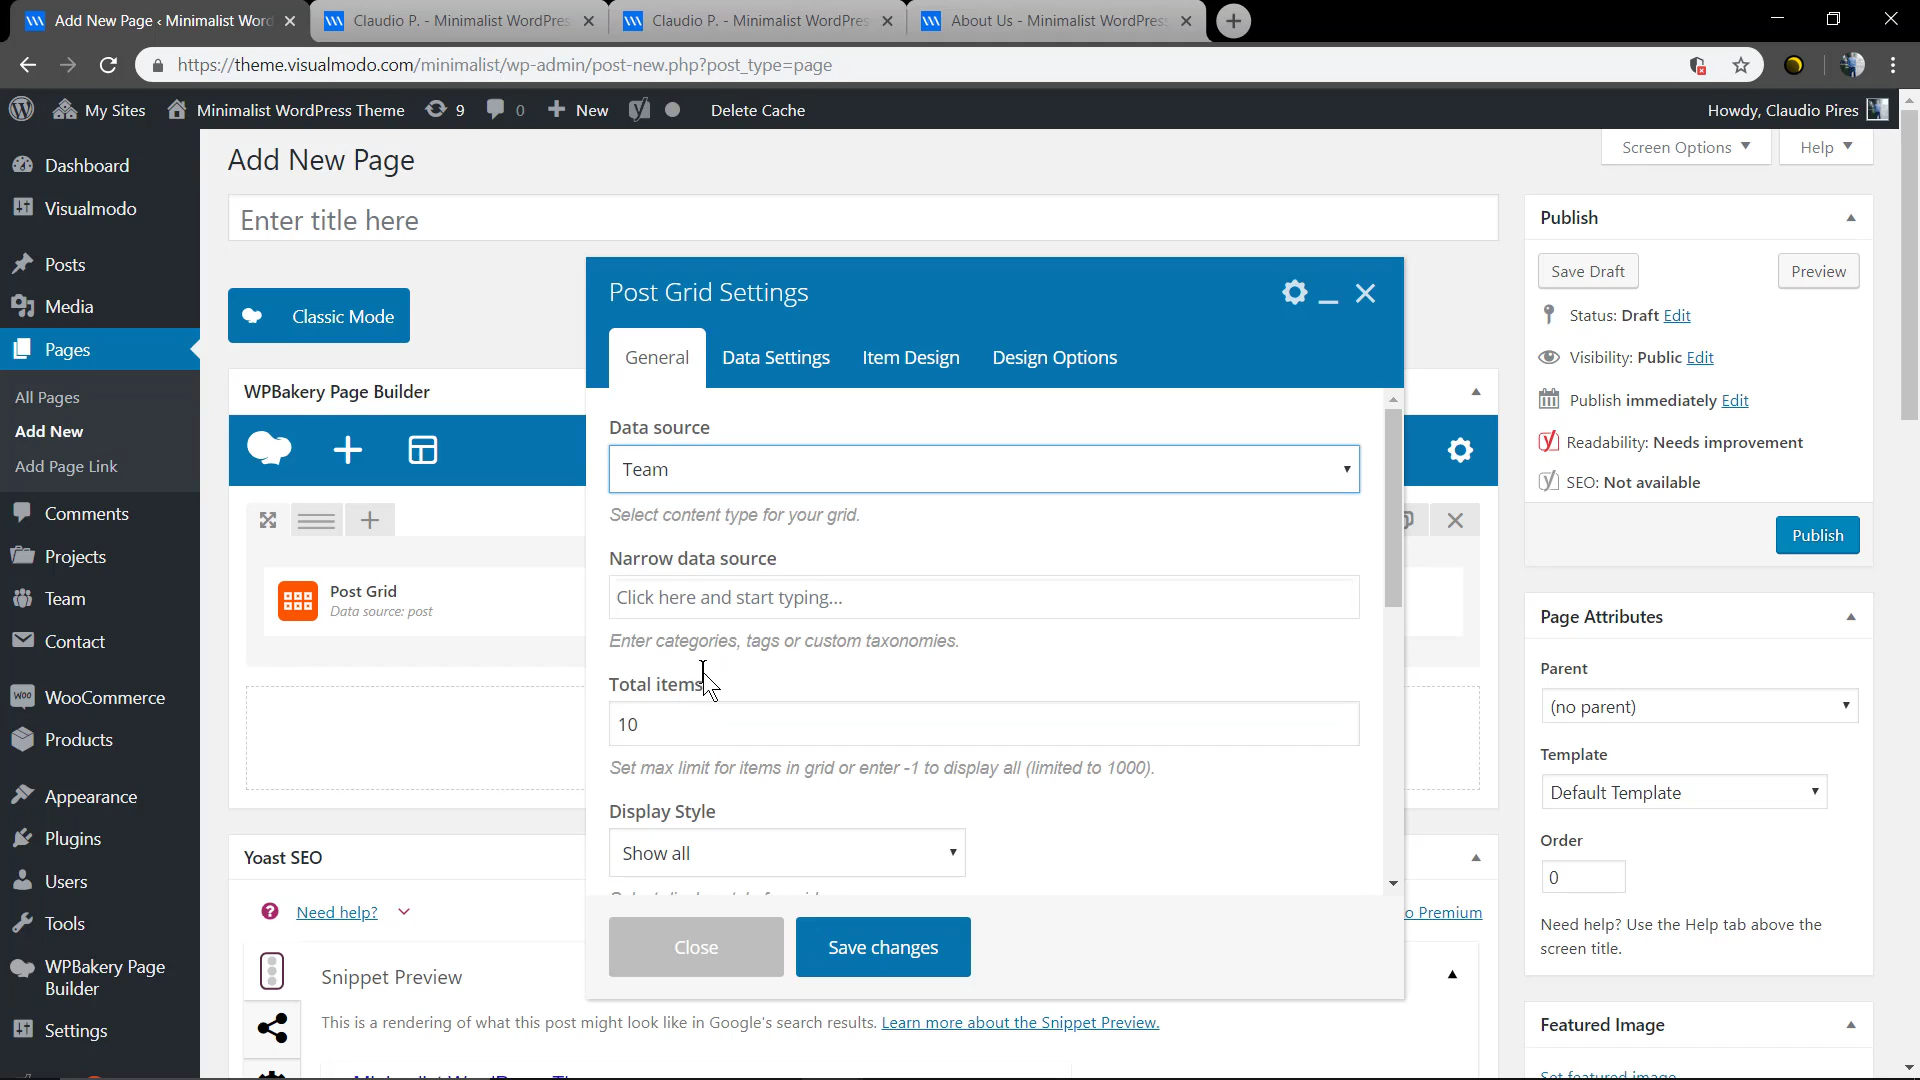 Add New Page ‹ Minimalist Word
Claudio P. - Minimalist WordPres
Claudio P. - Minimalist WordPres
About Us - Minimalist WordPress
https://theme.visualmodo.com/minimalist/wp-admin/post-new.php?post_type=page
My Sites
Minimalist WordPress Theme
9
0
New
Delete Cache
Howdy, Claudio Pires
Dashboard
Visualmodo
Posts
Media
Pages
All Pages
Add New
Add Page Link
Comments
Projects
Team
Contact
WooCommerce
Products
Appearance
Plugins
Users
Tools
WPBakery Page
Builder
Settings
Add New Page
Screen Options
Help
Enter title here
Classic Mode
WPBakery Page Builder
Post Grid
Data source: post
Yoast SEO
Need help?
o Premium
Snippet Preview
This is a rendering of what this post might look like in Google's search results. Learn more about the Snippet Preview.
Post Grid Settings
General
Data Settings
Item Design
Design Options
Data source
Team
Select content type for your grid.
Narrow data source
Click here and start typing...
Enter categories, tags or custom taxonomies.
Total items
10
Set max limit for items in grid or enter -1 to display all (limited to 1000).
Display Style
Show all
Close
Save changes
Publish
Save Draft
Preview
Status: Draft Edit
Visibility: Public Edit
Publish immediately Edit
Readability: Needs improvement
SEO: Not available
Publish
Page Attributes
Parent
(no parent)
Template
Default Template
Order
0
Need help? Use the Help tab above the
screen title.
Featured Image
Set featured image